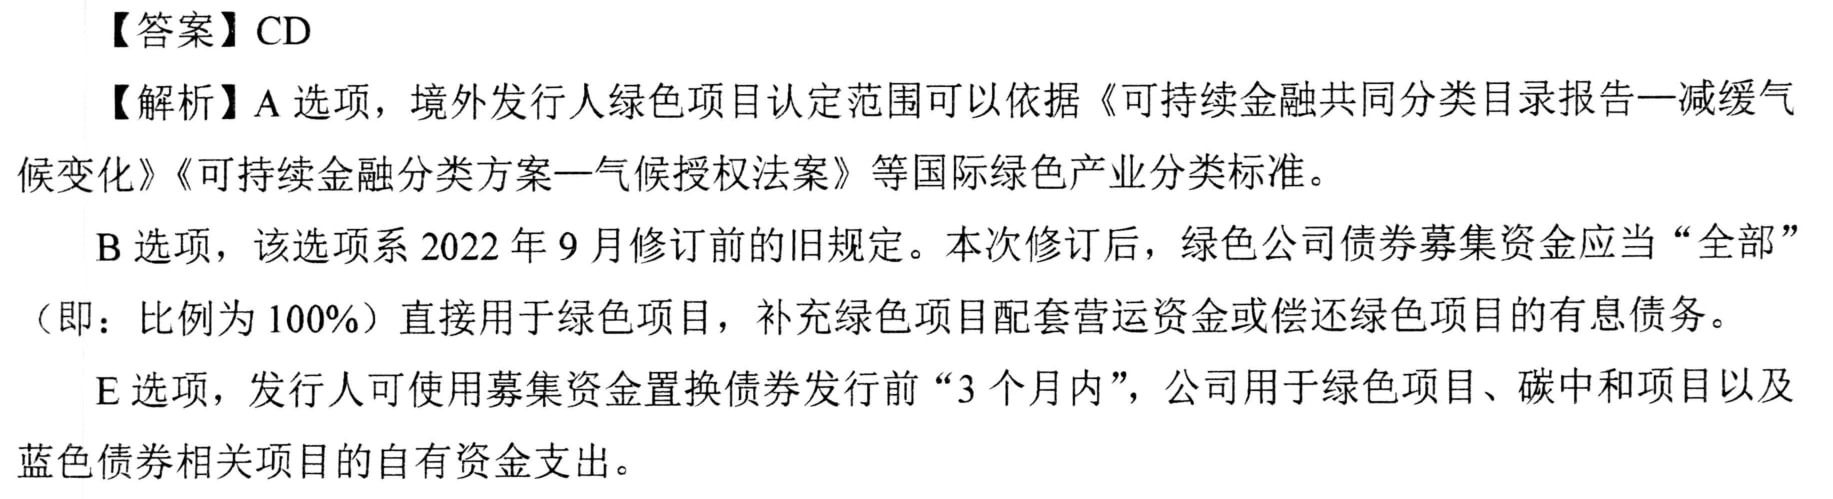 【答案】CD
【解析】A 选项，境外发行人绿色项目认定范围可以依据《可持续金融共同分类目录报告—减缓气
候变化》《可持续金融分类方案—气候授权法案》等国际绿色产业分类标准。
B 选项，该选项系 2022 年 9 月修订前的旧规定。本次修订后，绿色公司债券募集资金应当“全部”
（即：比例为 100%）直接用于绿色项目，补充绿色项目配套营运资金或偿还绿色项目的有息债务。
E 选项，发行人可使用募集资金置换债券发行前“3 个月内”，公司用于绿色项目、碳中和项目以及
蓝色债券相关项目的自有资金支出。